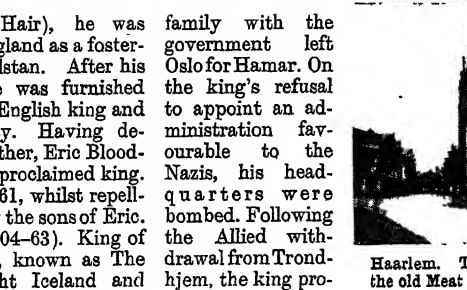 Hair), he was
gland as a foster-
lstan. After his
was furnished
English king and
y. Having de-
ther, Eric Blood-
proclaimed king.
61, whilst repell-
the sons of Eric.
04–63). King of
, known as The
ht Iceland and
family with the
government left
Oslo for Hamar. On
the king's refusal
to appoint an ad-
ministration fav-
ourable to the
Nazis, his head-
quarters were
bombed. Following
the Allied with-
drawal from Trond-
hjem, the king pro-
Haarlem. T
the old Meat